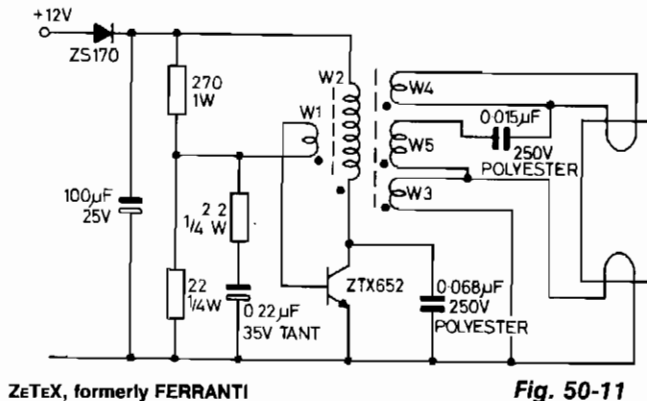 +12V
ZS170
270
1W
W1
W2
W4
0.015µF
250V
POLYESTER
W5
W3
100µF
25V
2 2
1/4 W
22
1/4W
0.22µF
35V TANT
ZTX652
0.068µF
250V
POLYESTER
ZETEX, formerly FERRANTI
Fig. 50-11